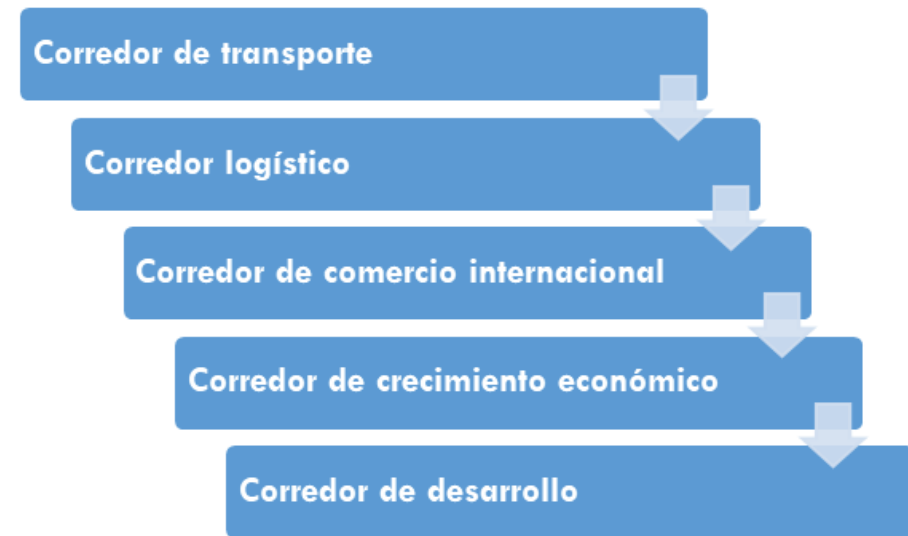 Corredor de transporte
Corredor logístico
Corredor de comercio internacional
Corredor de crecimiento económico
Corredor de desarrollo